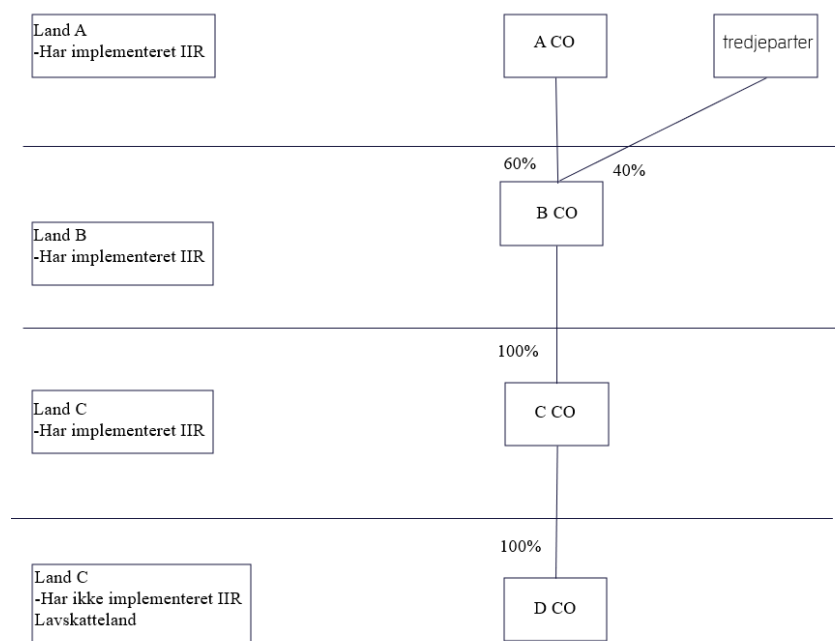 Land A
-Har implementeret IIR
A CO
tredjeparter
60%
40%
B CO
Land B
-Har implementeret IIR
100%
Land C
-Har implementeret IIR
C CO
100%
Land C
-Har ikke implementeret IIR
Lavskatteland
D CO